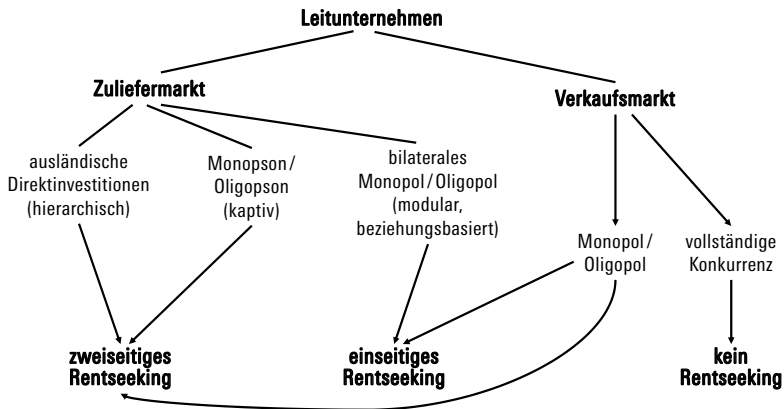 Leitunternehmen
Zuliefermarkt
Verkaufsmarkt
ausländische
Direktinvestitionen
(hierarchisch)
Monopson/
Oligopson
(kaptiv)
bilaterales
Monopol/Oligopol
(modular,
beziehungsbasiert)
Monopol/
Oligopol
vollständige
Konkurrenz
zweiseitiges
Rentseeking
einseitiges
Rentseeking
kein
Rentseeking